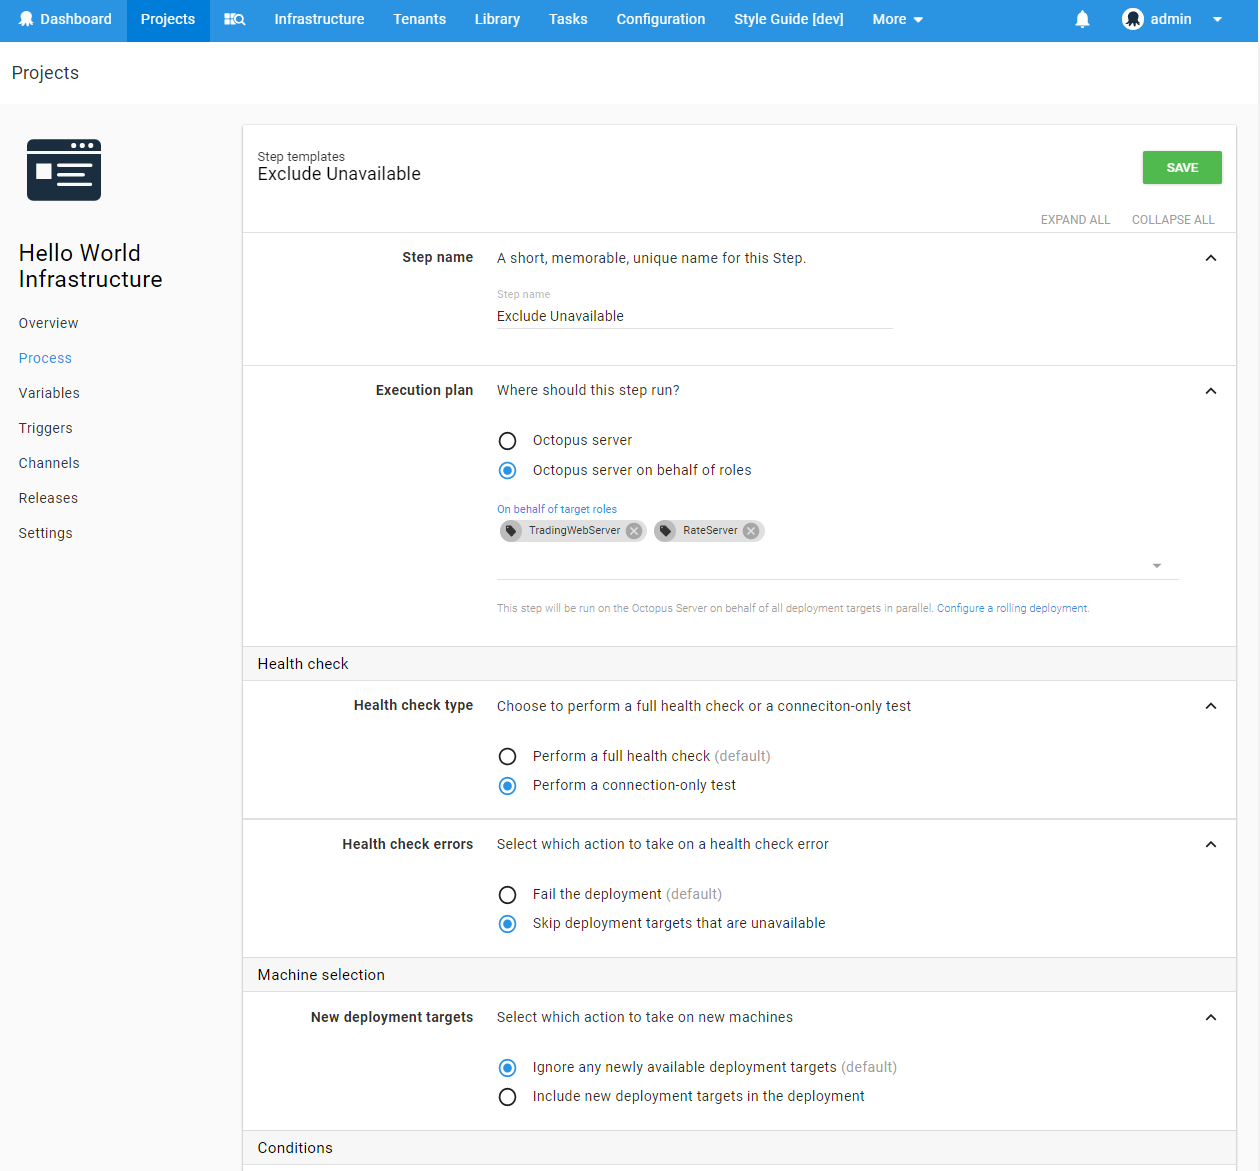 Dashboard Projects Infrastructure Tenants Library Tasks Configuration Style Guide [dev] More admin
Projects
Hello World
Infrastructure
Overview
Process
Variables
Triggers
Channels
Releases
Settings
Step templates
Exclude Unavailable
SAVE
EXPAND ALL COLLAPSE ALL
Step name A short, memorable, unique name for this Step.
Step name
Exclude Unavailable
Execution plan Where should this step run?
Octopus server
Octopus server on behalf of roles
On behalf of target roles
TradingWebServer RateServer
This step will be run on the Octopus Server on behalf of all deployment targets in parallel. Configure a rolling deployment.
Health check
Health check type Choose to perform a full health check or a conneciton-only test
Perform a full health check (default)
Perform a connection-only test
Health check errors Select which action to take on a health check error
Fail the deployment (default)
Skip deployment targets that are unavailable
Machine selection
New deployment targets Select which action to take on new machines
Ignore any newly available deployment targets (default)
Include new deployment targets in the deployment
Conditions